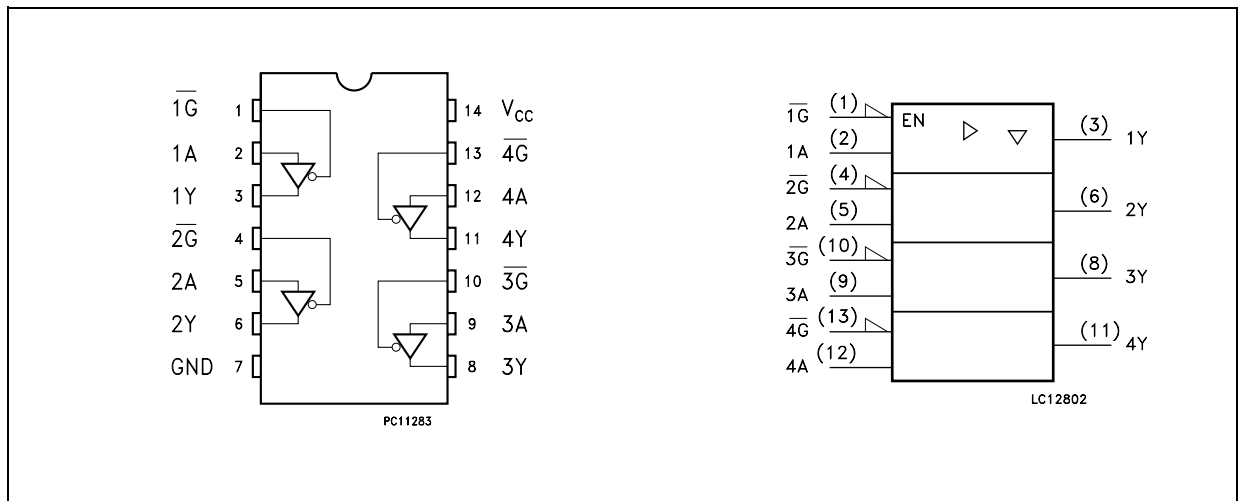 1G̅ 1 14 VCC
1A 2 13 4G̅
1Y 3 12 4A
2G̅ 4 11 4Y
2A 5 10 3G̅
2Y 6 9 3A
GND 7 8 3Y
PC11283
1G̅ (1) EN (3) 1Y
1A (2)
2G̅ (4) (6) 2Y
2A (5)
3G̅ (10) (8) 3Y
3A (9)
4G̅ (13) (11) 4Y
4A (12)
LC12802